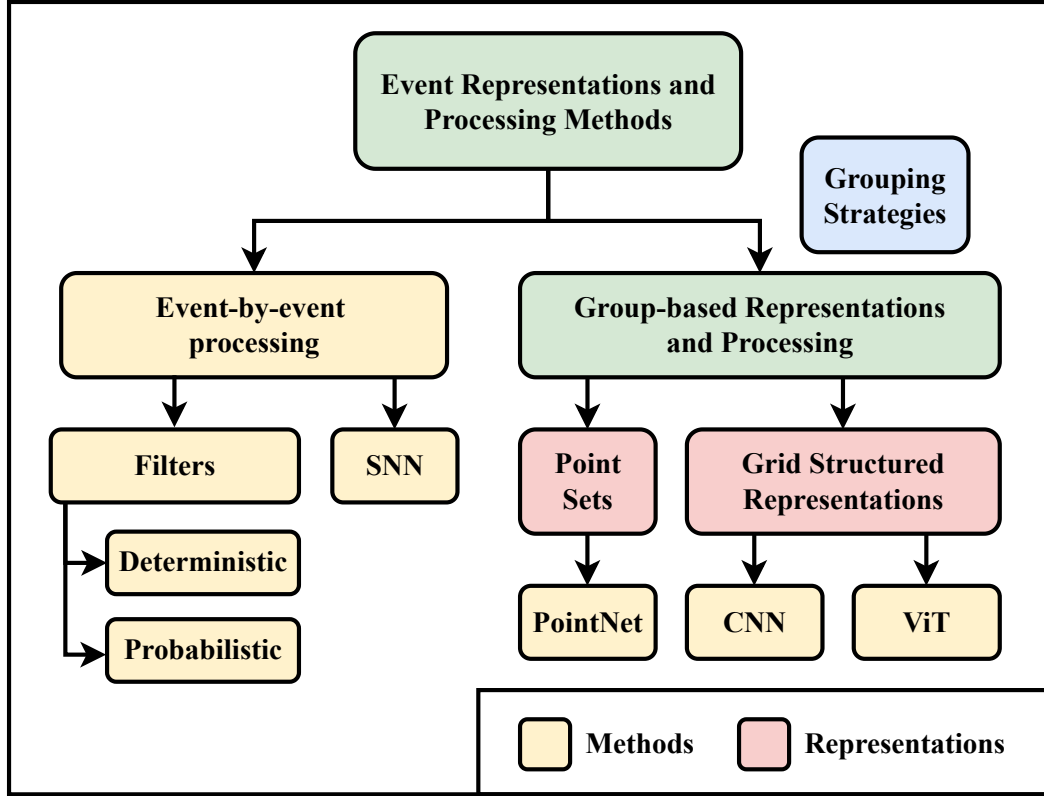 Event Representations and
Processing Methods
Grouping
Strategies
Event-by-event
processing
Group-based Representations
and Processing
Filters
SNN
Point
Sets
Grid Structured
Representations
Deterministic
Probabilistic
PointNet
CNN
ViT
Methods
Representations